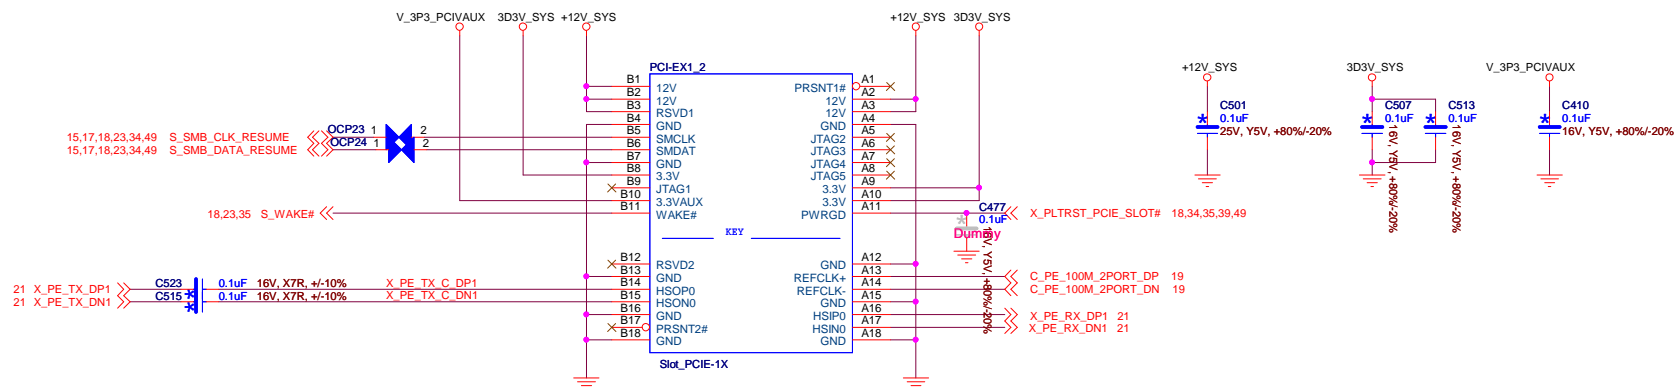 V_3P3_PCIVAUX 3D3V_SYS +12V_SYS
+12V_SYS 3D3V_SYS
PCI-EX1_2
B1 12V
B2 12V
B3 RSVD1
B4 GND
B5 SMCLK
B6 SMDAT
B7 GND
B8 3.3V
B9 JTAG1
B10 3.3VAUX
B11 WAKE#
KEY
B12 RSVD2
B13 GND
B14 HSOP0
B15 HSON0
B16 GND
B17 PRSNT2#
B18 GND
PRSNT1# A1
12V A2
12V A3
GND A4
JTAG2 A5
JTAG3 A6
JTAG4 A7
JTAG5 A8
3.3V A9
3.3V A10
PWRGD A11
GND A12
REFCLK+ A13
REFCLK- A14
GND A15
HSIP0 A16
HSIN0 A17
GND A18
Slot_PCIE-1X
15,17,18,23,34,49 S_SMB_CLK_RESUME OCP23 1 2
15,17,18,23,34,49 S_SMB_DATA_RESUME OCP24 1 2
18,23,35 S_WAKE#
21 X_PE_TX_DP1 C523 0.1uF 16V, X7R, +/-10% X_PE_TX_C_DP1
21 X_PE_TX_DN1 C515 0.1uF 16V, X7R, +/-10% X_PE_TX_C_DN1
C477
0.1uF
Dummy
16V, Y5V, +80%/-20%
X_PLTRST_PCIE_SLOT# 18,34,35,39,49
C_PE_100M_2PORT_DP 19
C_PE_100M_2PORT_DN 19
X_PE_RX_DP1 21
X_PE_RX_DN1 21
+12V_SYS
C501
0.1uF
25V, Y5V, +80%/-20%
3D3V_SYS
C507
0.1uF
16V, Y5V, +80%/-20%
C513
0.1uF
16V, Y5V, +80%/-20%
V_3P3_PCIVAUX
C410
0.1uF
16V, Y5V, +80%/-20%